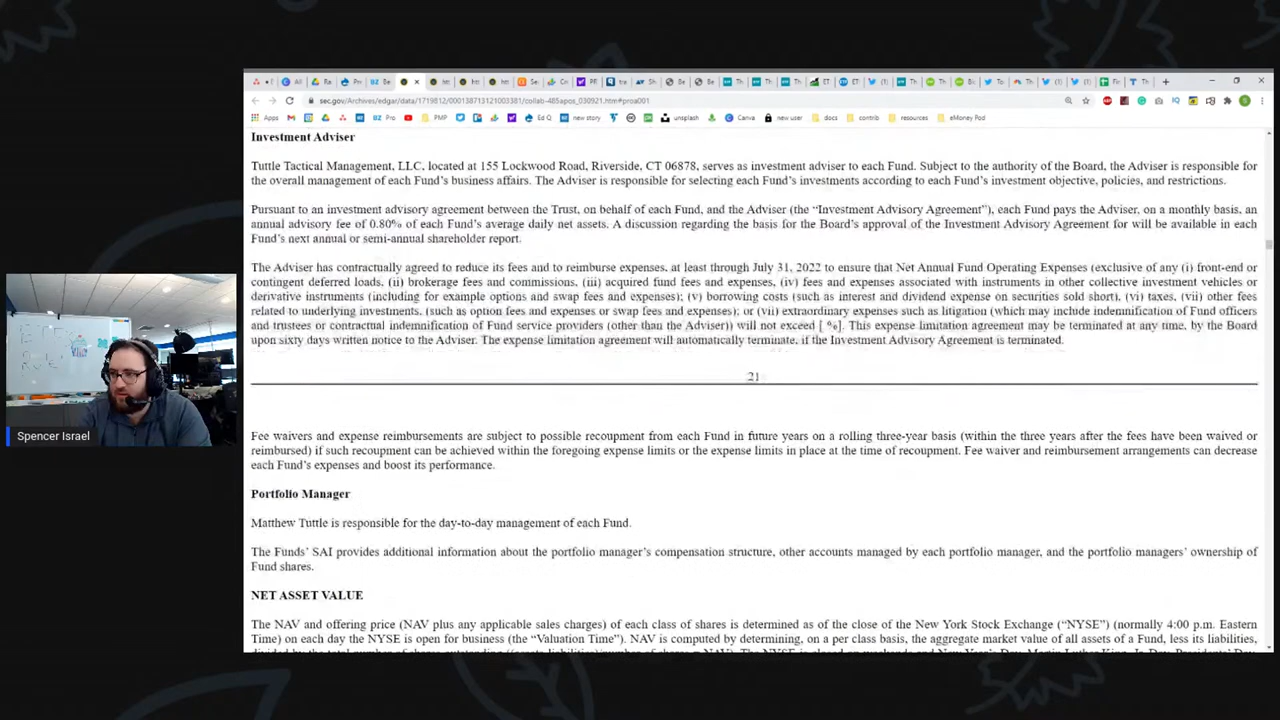 sec.gov/Archives/edgar/data/1719812/000138713121003381/collab-485apos_030921.htm#proa001
Apps
PMP
Ed Q
new story
unsplash
Canva
new user
docs
contrib
resources
eMoney Pod
Investment Adviser
Tuttle Tactical Management, LLC, located at 155 Lockwood Road, Riverside, CT 06878, serves as investment adviser to each Fund. Subject to the authority of the Board, the Adviser is responsible for
the overall management of each Fund's business affairs. The Adviser is responsible for selecting each Fund's investments according to each Fund's investment objective, policies, and restrictions.
Pursuant to an investment advisory agreement between the Trust, on behalf of each Fund, and the Adviser (the “Investment Advisory Agreement”), each Fund pays the Adviser, on a monthly basis, an
annual advisory fee of 0.80% of each Fund's average daily net assets. A discussion regarding the basis for the Board's approval of the Investment Advisory Agreement for will be available in each
Fund's next annual or semi-annual shareholder report.
The Adviser has contractually agreed to reduce its fees and to reimburse expenses, at least through July 31, 2022 to ensure that Net Annual Fund Operating Expenses (exclusive of any (i) front-end or
contingent deferred loads, (ii) brokerage fees and commissions, (iii) acquired fund fees and expenses, (iv) fees and expenses associated with instruments in other collective investment vehicles or
derivative instruments (including for example options and swap fees and expenses); (v) borrowing costs (such as interest and dividend expense on securities sold short), (vi) taxes, (vii) other fees
related to underlying investments, (such as option fees and expenses or swap fees and expenses); or (vii) extraordinary expenses such as litigation (which may include indemnification of Fund officers
and trustees or contractual indemnification of Fund service providers (other than the Adviser)) will not exceed [ %]. This expense limitation agreement may be terminated at any time, by the Board
upon sixty days written notice to the Adviser. The expense limitation agreement will automatically terminate, if the Investment Advisory Agreement is terminated.
21
Fee waivers and expense reimbursements are subject to possible recoupment from each Fund in future years on a rolling three-year basis (within the three years after the fees have been waived or
reimbursed) if such recoupment can be achieved within the foregoing expense limits or the expense limits in place at the time of recoupment. Fee waiver and reimbursement arrangements can decrease
each Fund's expenses and boost its performance.
Portfolio Manager
Matthew Tuttle is responsible for the day-to-day management of each Fund.
The Funds' SAI provides additional information about the portfolio manager's compensation structure, other accounts managed by each portfolio manager, and the portfolio managers' ownership of
Fund shares.
NET ASSET VALUE
The NAV and offering price (NAV plus any applicable sales charges) of each class of shares is determined as of the close of the New York Stock Exchange (“NYSE”) (normally 4:00 p.m. Eastern
Time) on each day the NYSE is open for business (the “Valuation Time”). NAV is computed by determining, on a per class basis, the aggregate market value of all assets of a Fund, less its liabilities,
Spencer Israel